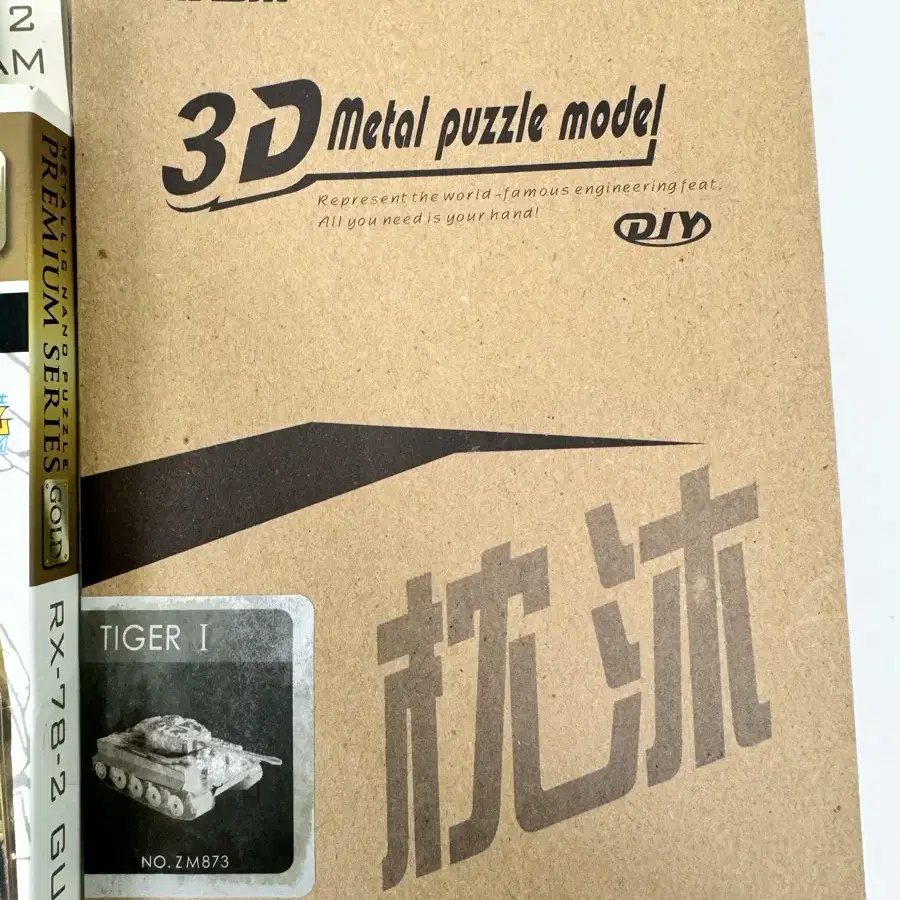 2
AM
METALLIC NANO PUZZLE
PREMIUM SERIES
GOLD
RX-78-2 GU
3D Metal puzzle model
Represent the world-famous engineering feat.
All you need is your hand!
DIY
枕沐
TIGER I
NO.ZM873